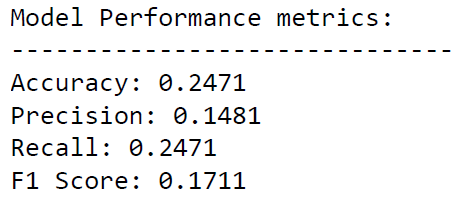 Model Performance metrics:
------------------------------
Accuracy: 0.2471
Precision: 0.1481
Recall: 0.2471
F1 Score: 0.1711